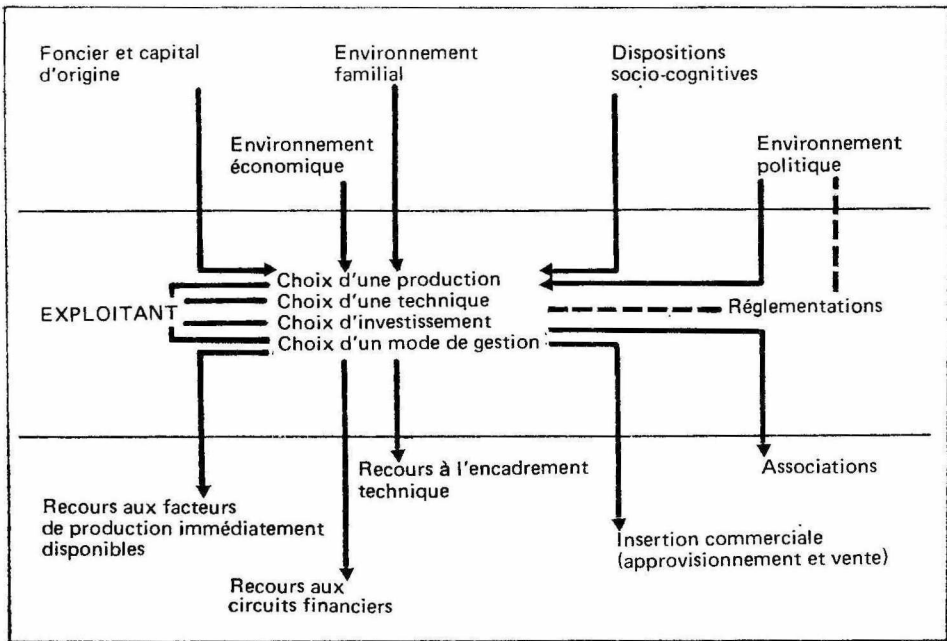 Foncier et capital
d'origine
Environnement
familial
Dispositions
socio-cognitives
Environnement
économique
Environnement
politique
Choix d'une production
Choix d'une technique
EXPLOITANT
Réglementations
Choix d'investissement
Choix d'un mode de gestion
Recours à l'encadrement
technique
Associations
Recours aux facteurs
de production immédiatement
disponibles
Insertion commerciale
(approvisionnement et vente)
Recours aux
circuits financiers